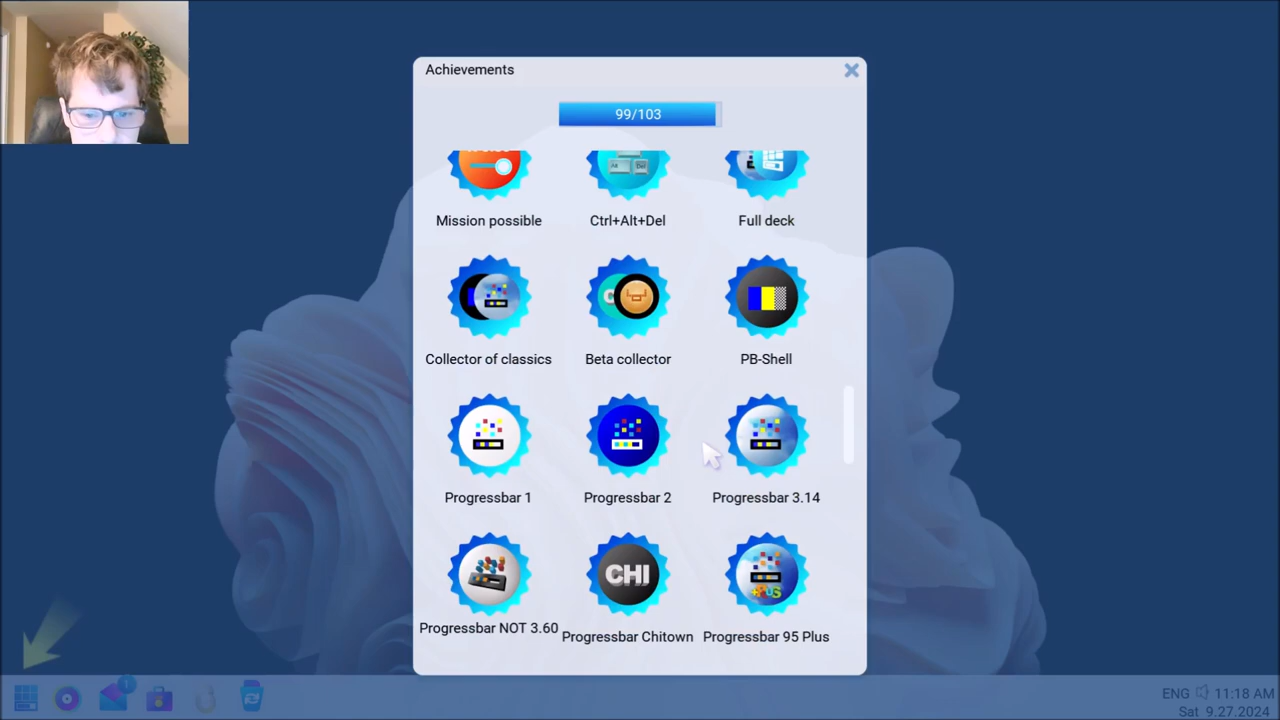 Achievements
99/103
Mission possible
Ctrl+Alt+Del
Full deck
Collector of classics
Beta collector
PB-Shell
Progressbar 1
Progressbar 2
Progressbar 3.14
CHI
Progressbar NOT 3.60
Progressbar Chitown
Progressbar 95 Plus
1
ENG 11:18 AM
Sat 9.27.2024